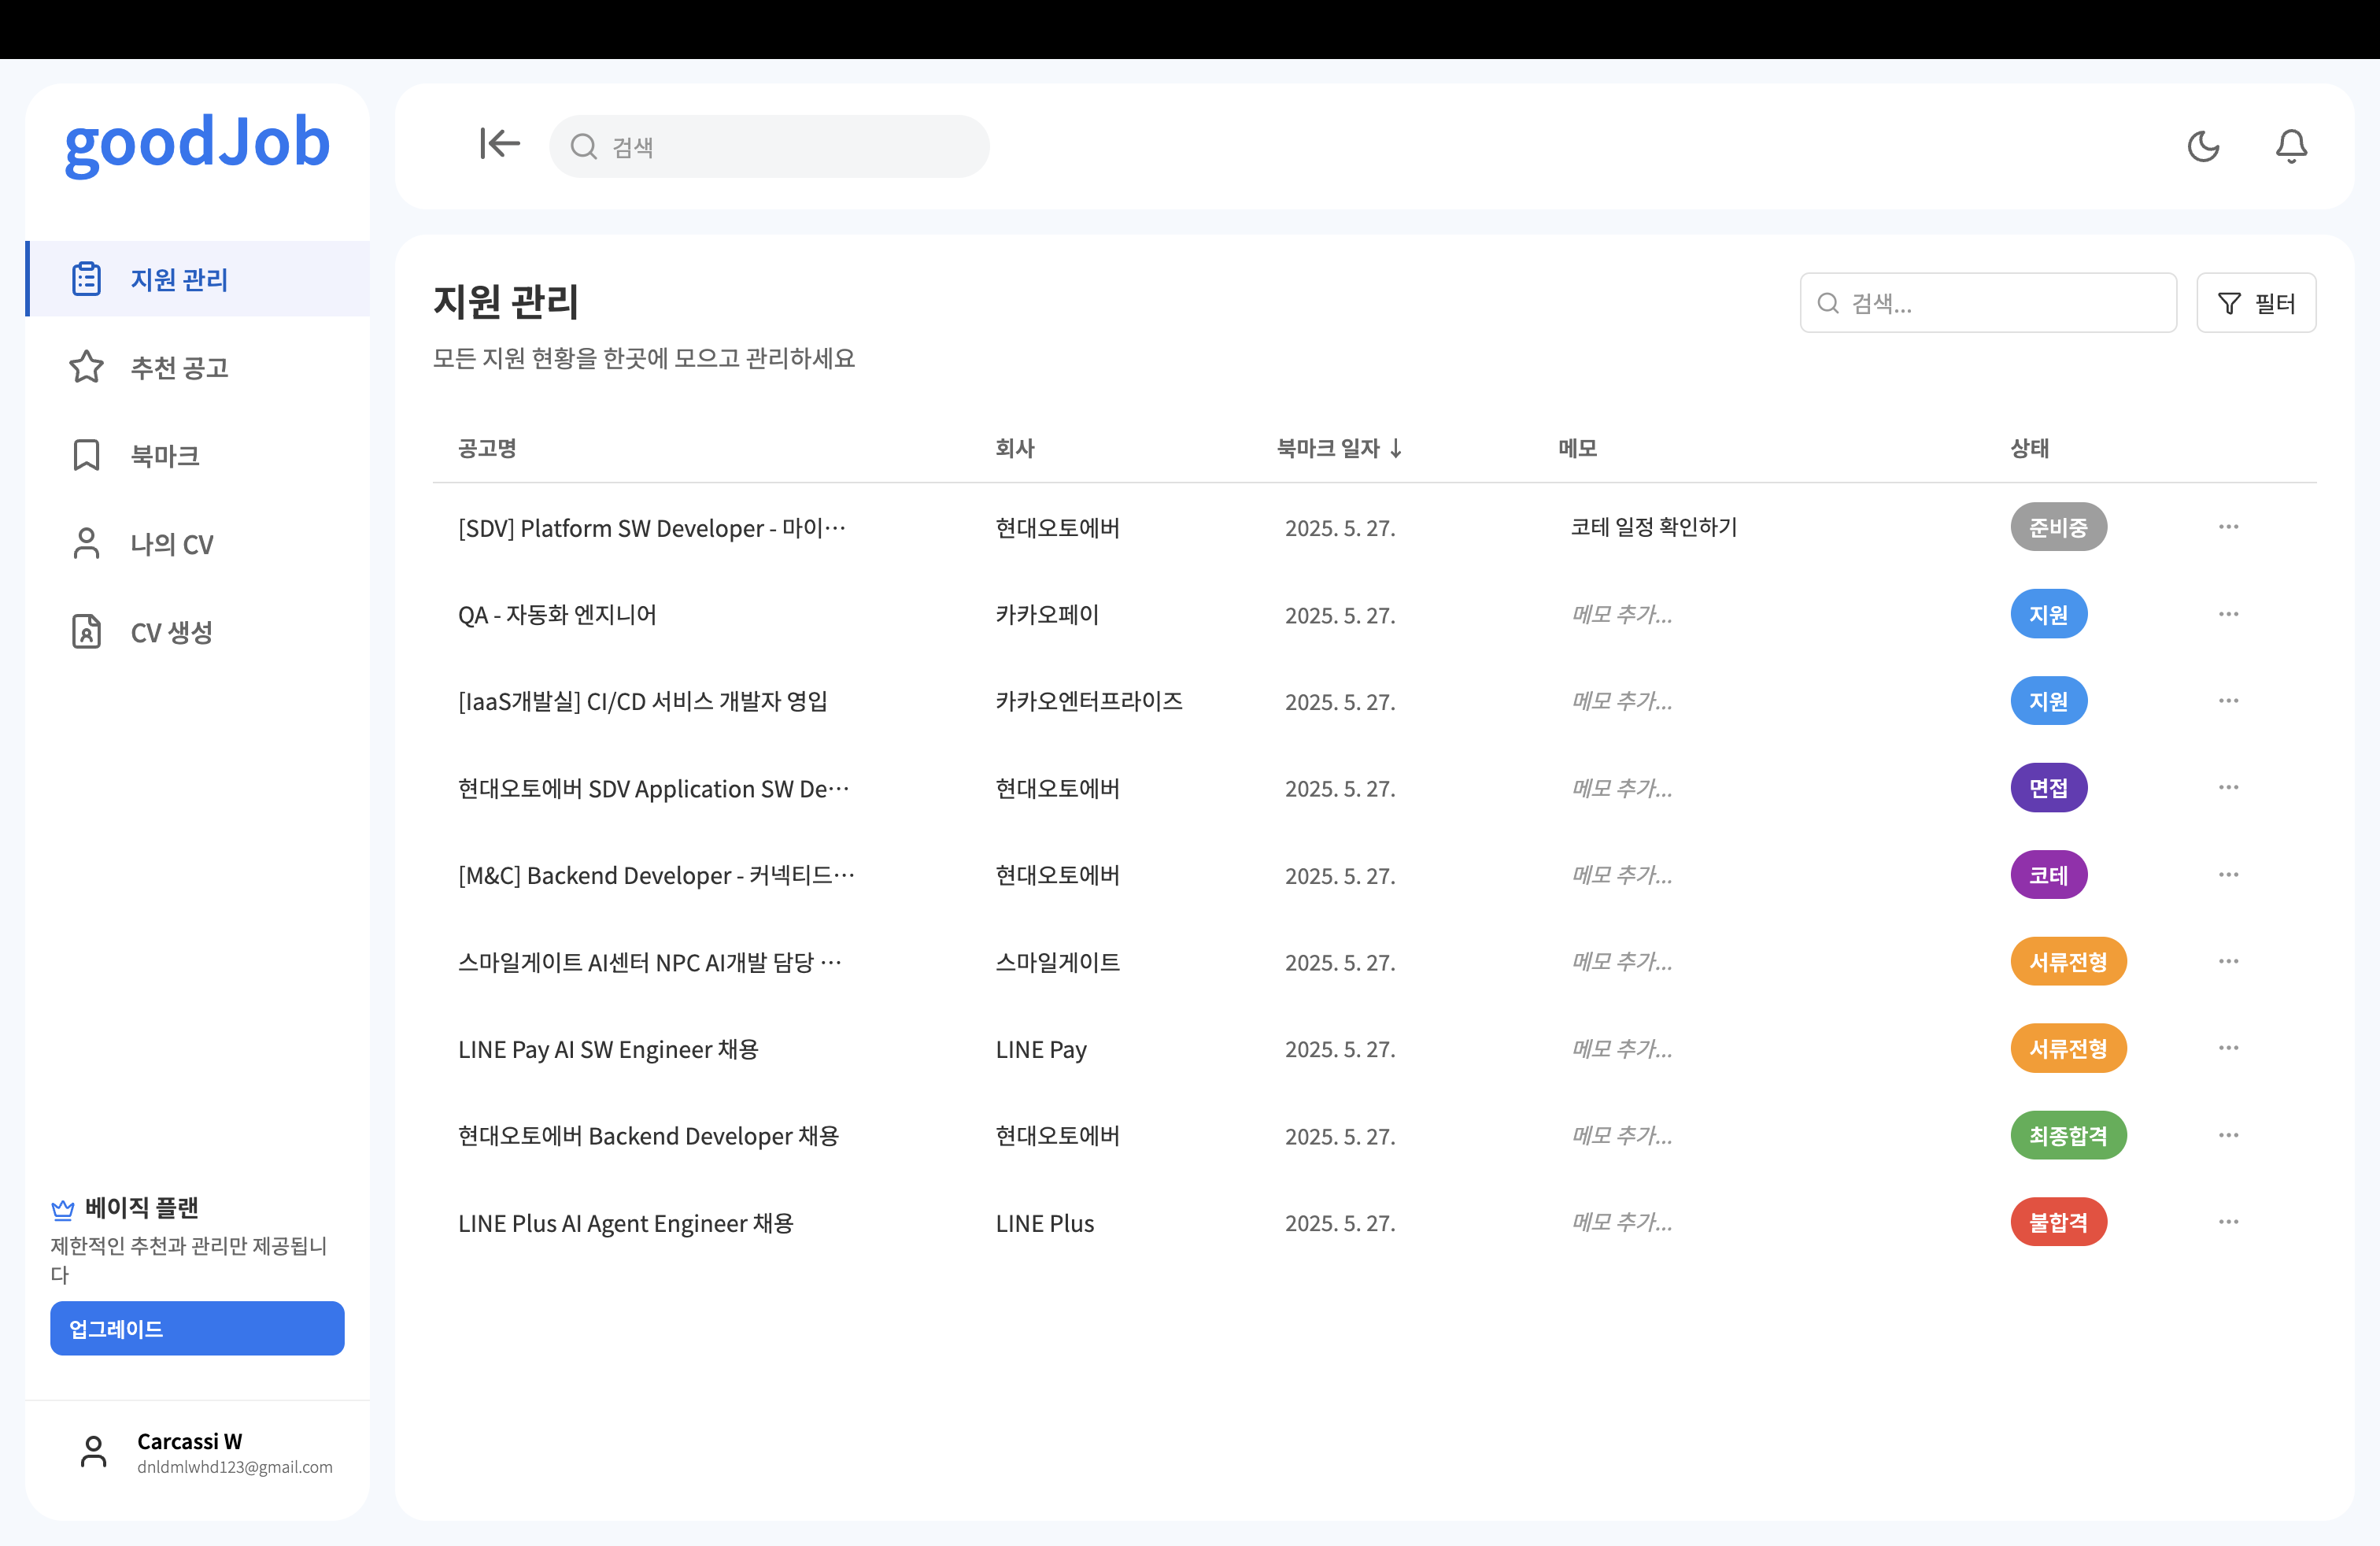 goodJob
지원 관리
추천 공고
북마크
나의 CV
CV 생성
베이직 플랜
제한적인 추천과 관리만 제공됩니
다
업그레이드
Carcassi W
dnldmlwhd123@gmail.com
검색
지원 관리
모든 지원 현황을 한곳에 모으고 관리하세요
검색...
필터
공고명 회사 북마크 일자 ↓ 메모 상태
[SDV] Platform SW Developer - 마이… 현대오토에버 2025. 5. 27. 코테 일정 확인하기 준비중 ...
QA - 자동화 엔지니어 카카오페이 2025. 5. 27. 메모 추가... 지원 ...
[IaaS개발실] CI/CD 서비스 개발자 영입 카카오엔터프라이즈 2025. 5. 27. 메모 추가... 지원 ...
현대오토에버 SDV Application SW De… 현대오토에버 2025. 5. 27. 메모 추가... 면접 ...
[M&C] Backend Developer - 커넥티드… 현대오토에버 2025. 5. 27. 메모 추가... 코테 ...
스마일게이트 AI센터 NPC AI개발 담당 … 스마일게이트 2025. 5. 27. 메모 추가... 서류전형 ...
LINE Pay AI SW Engineer 채용 LINE Pay 2025. 5. 27. 메모 추가... 서류전형 ...
현대오토에버 Backend Developer 채용 현대오토에버 2025. 5. 27. 메모 추가... 최종합격 ...
LINE Plus AI Agent Engineer 채용 LINE Plus 2025. 5. 27. 메모 추가... 불합격 ...